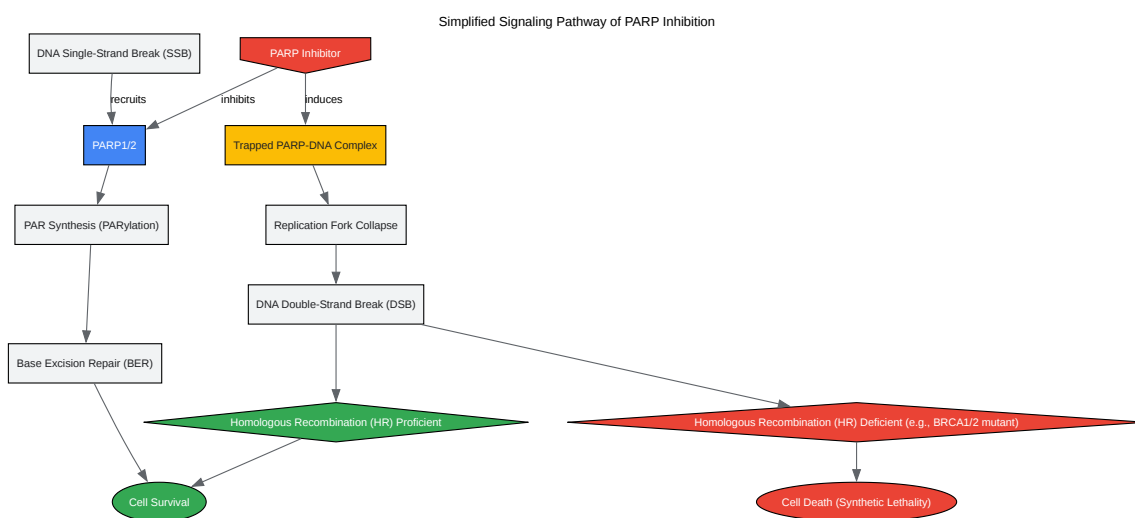 Simplified Signaling Pathway of PARP Inhibition
DNA Single-Strand Break (SSB)
PARP Inhibitor
recruits
inhibits
induces
PARP1/2
Trapped PARP-DNA Complex
PAR Synthesis (PARylation)
Replication Fork Collapse
DNA Double-Strand Break (DSB)
Base Excision Repair (BER)
Homologous Recombination (HR) Proficient
Homologous Recombination (HR) Deficient (e.g., BRCA1/2 mutant)
Cell Survival
Cell Death (Synthetic Lethality)